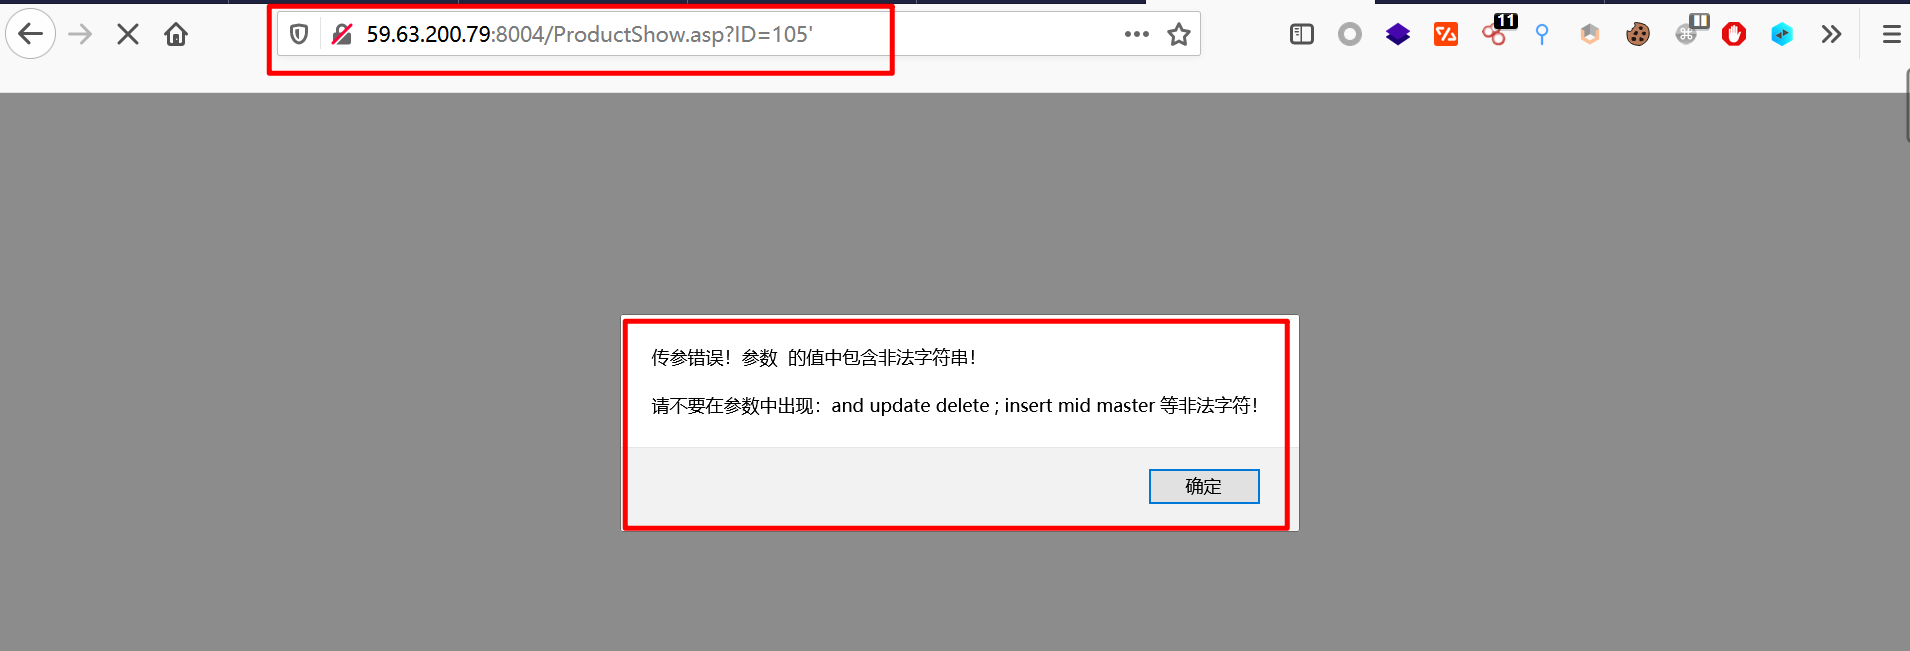 59.63.200.79:8004/ProductShow.asp?ID=105'
11
传参错误！参数  的值中包含非法字符串！
请不要在参数中出现：and update delete ; insert mid master 等非法字符！
确定